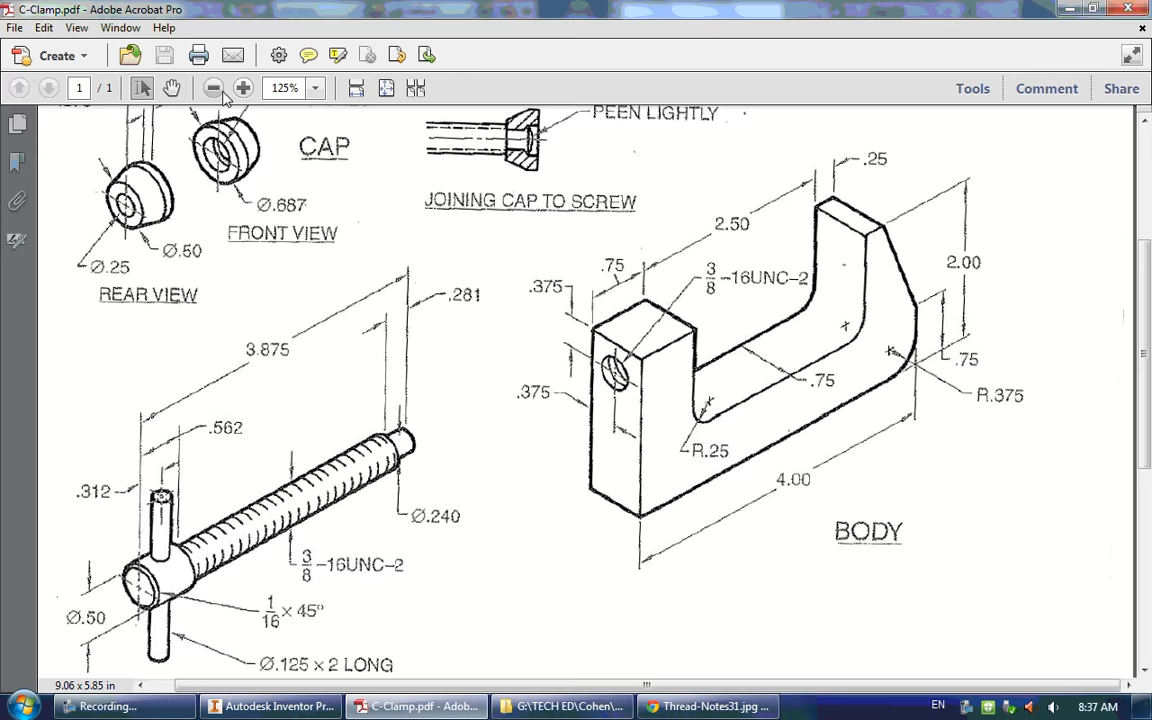 C-Clamp.pdf - Adobe Acrobat Pro
File Edit View Window Help
Create
1 / 1 125% Tools Comment Share
CAP
PEEN LIGHTLY
JOINING CAP TO SCREW
Ø.687
FRONT VIEW
Ø.50
Ø.25
REAR VIEW
.281
3.875
.562
.312
Ø.240
3/8-16UNC-2
Ø.50
1/16 × 45°
Ø.125 × 2 LONG
.25
2.50
2.00
.75
3/8-16UNC-2
.375
.75
.75
.375
R.375
R.25
4.00
BODY
9.06 x 5.85 in
Recording...
Autodesk Inventor Pr...
C-Clamp.pdf - Adob...
G:\TECH ED\Cohen\...
Thread-Notes31.jpg ...
EN
8:37 AM